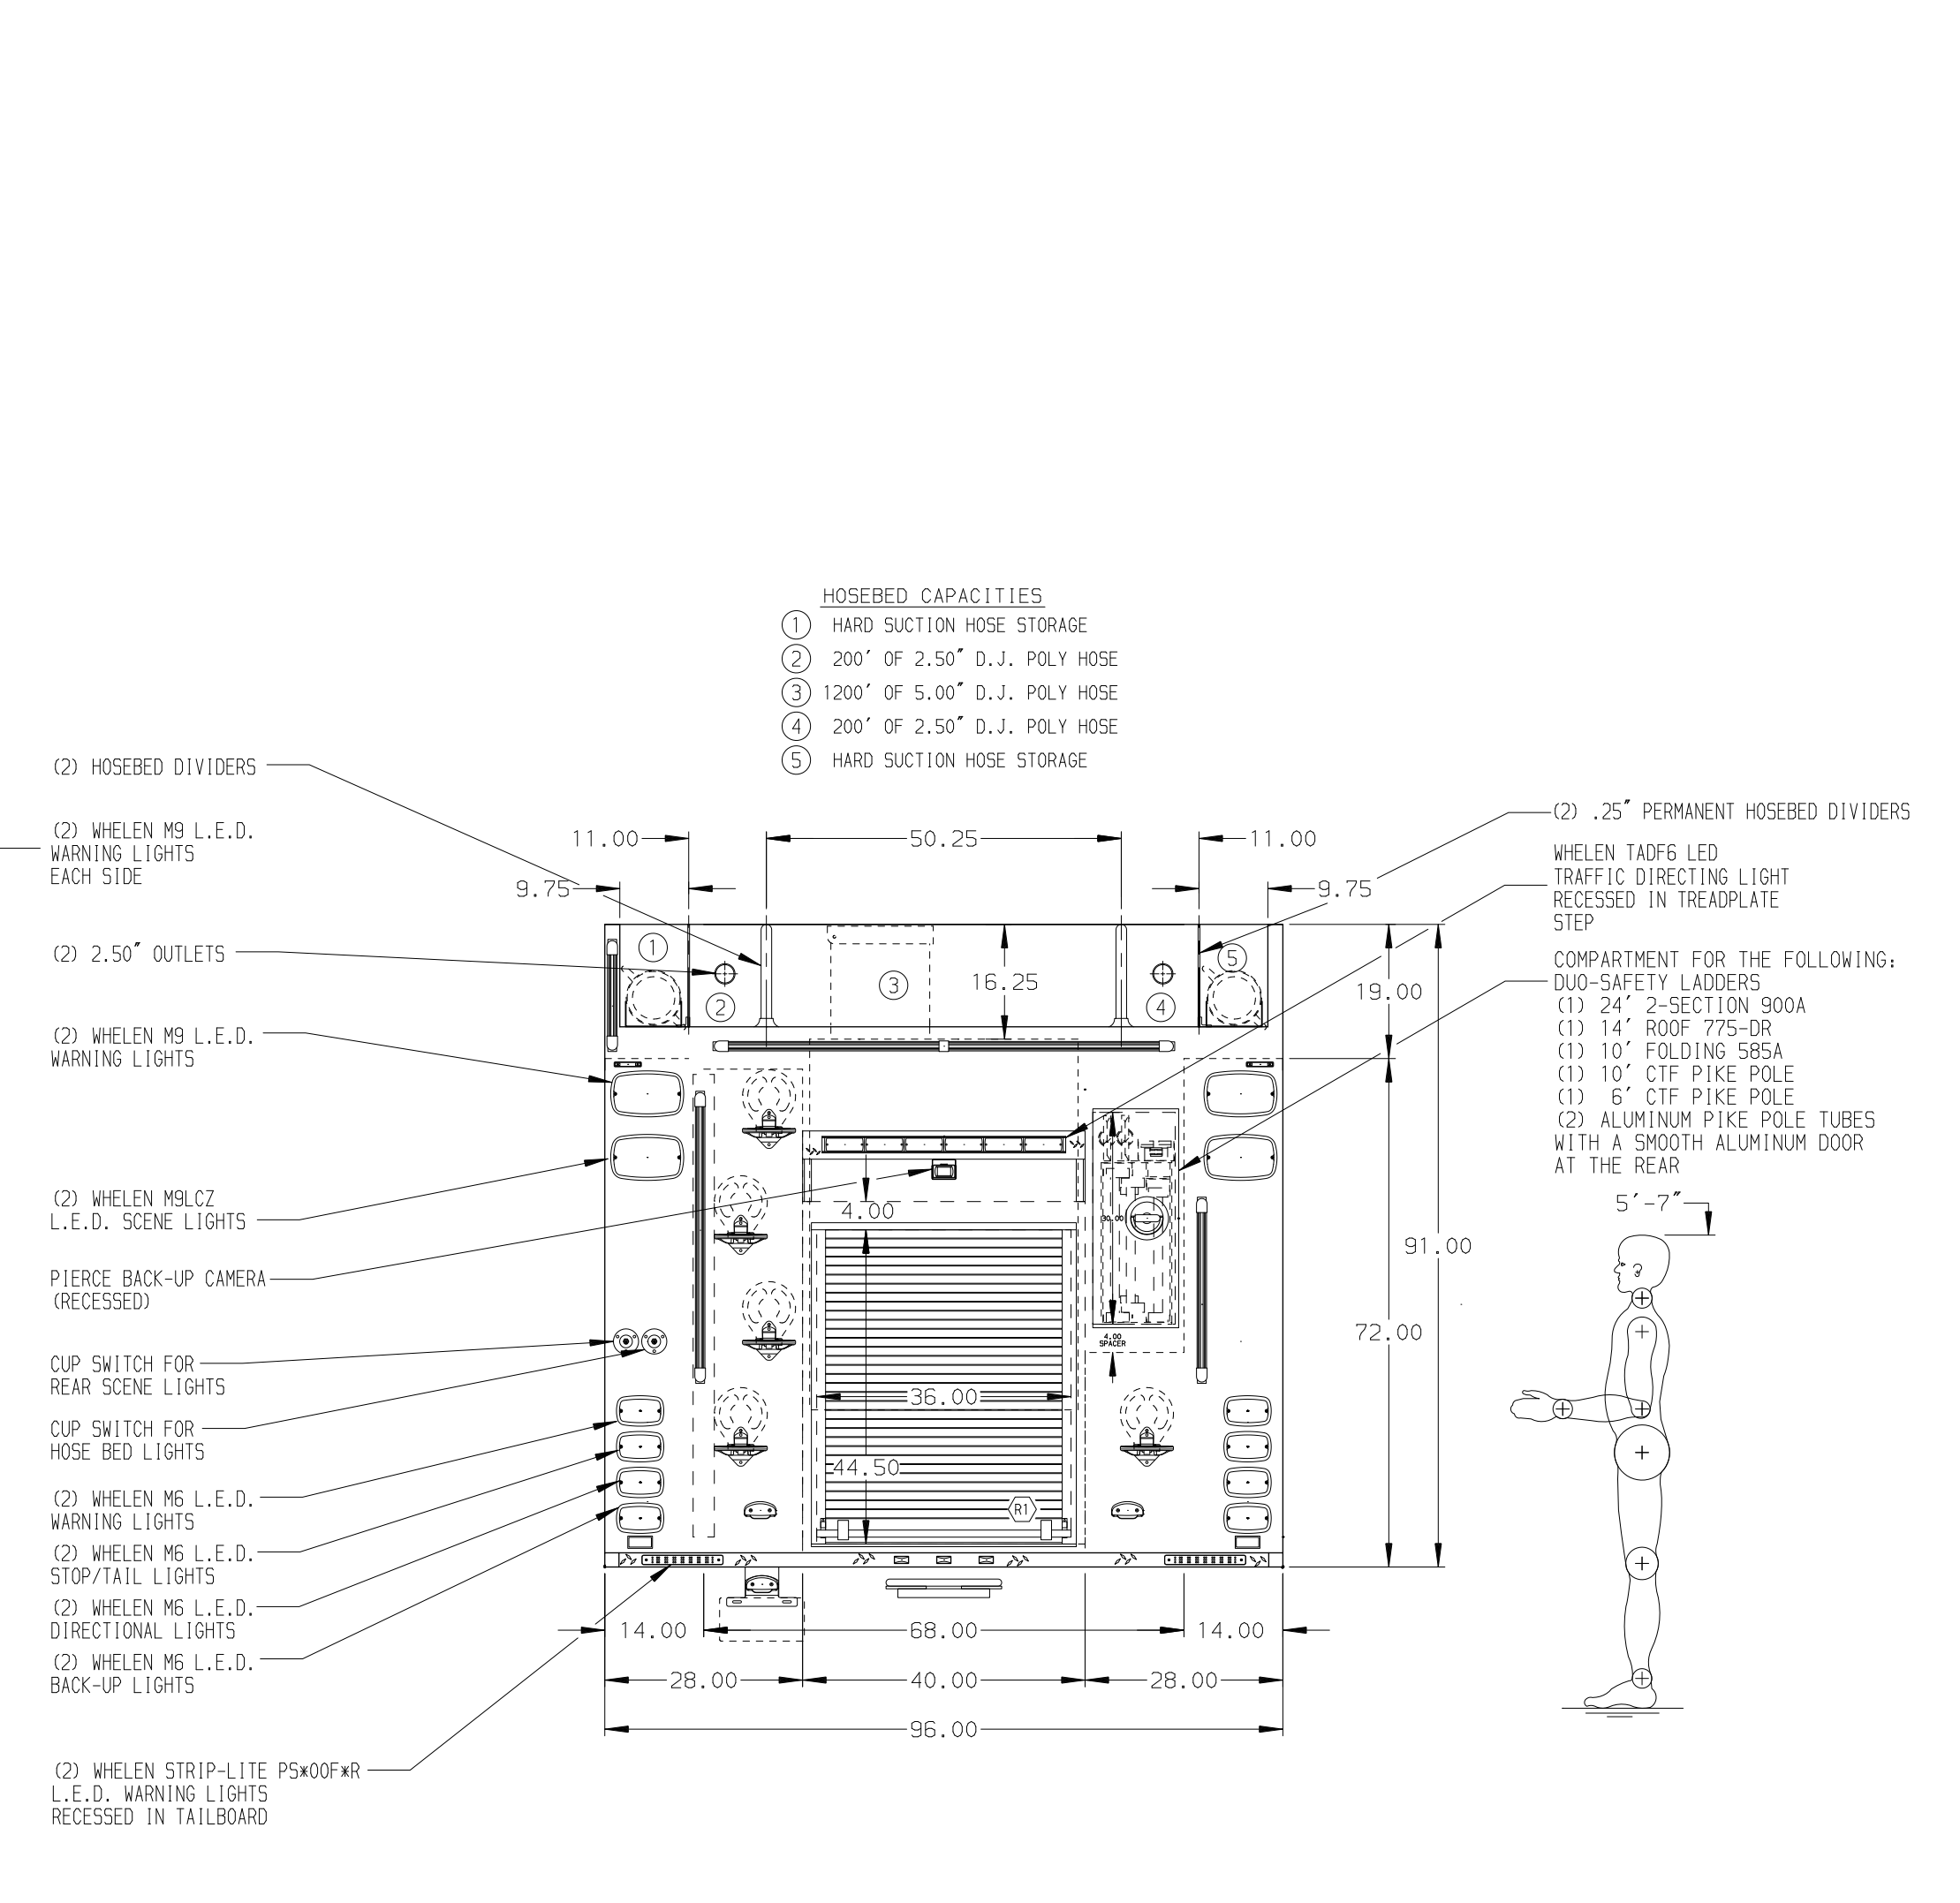 HOSEBED CAPACITIES
1 HARD SUCTION HOSE STORAGE
2 200' OF 2.50" D.J. POLY HOSE
3 1200' OF 5.00" D.J. POLY HOSE
4 200' OF 2.50" D.J. POLY HOSE
5 HARD SUCTION HOSE STORAGE
(2) HOSEBED DIVIDERS
(2) WHELEN M9 L.E.D.
WARNING LIGHTS
EACH SIDE
(2) 2.50" OUTLETS
(2) WHELEN M9 L.E.D.
WARNING LIGHTS
(2) WHELEN M9LCZ
L.E.D. SCENE LIGHTS
PIERCE BACK-UP CAMERA
(RECESSED)
CUP SWITCH FOR
REAR SCENE LIGHTS
CUP SWITCH FOR
HOSE BED LIGHTS
(2) WHELEN M6 L.E.D.
WARNING LIGHTS
(2) WHELEN M6 L.E.D.
STOP/TAIL LIGHTS
(2) WHELEN M6 L.E.D.
DIRECTIONAL LIGHTS
(2) WHELEN M6 L.E.D.
BACK-UP LIGHTS
(2) WHELEN STRIP-LITE PS*00F*R
L.E.D. WARNING LIGHTS
RECESSED IN TAILBOARD
11.00
50.25
11.00
9.75
9.75
1
2
3
16.25
4
5
19.00
4.00
30.00
91.00
4.00
SPACER
72.00
36.00
44.50
R1
14.00
68.00
14.00
28.00
40.00
28.00
96.00
(2) .25" PERMANENT HOSEBED DIVIDERS
WHELEN TADF6 LED
TRAFFIC DIRECTING LIGHT
RECESSED IN TREADPLATE
STEP
COMPARTMENT FOR THE FOLLOWING:
DUO-SAFETY LADDERS
(1) 24' 2-SECTION 900A
(1) 14' ROOF 775-DR
(1) 10' FOLDING 585A
(1) 10' CTF PIKE POLE
(1) 6' CTF PIKE POLE
(2) ALUMINUM PIKE POLE TUBES
WITH A SMOOTH ALUMINUM DOOR
AT THE REAR
5'-7"